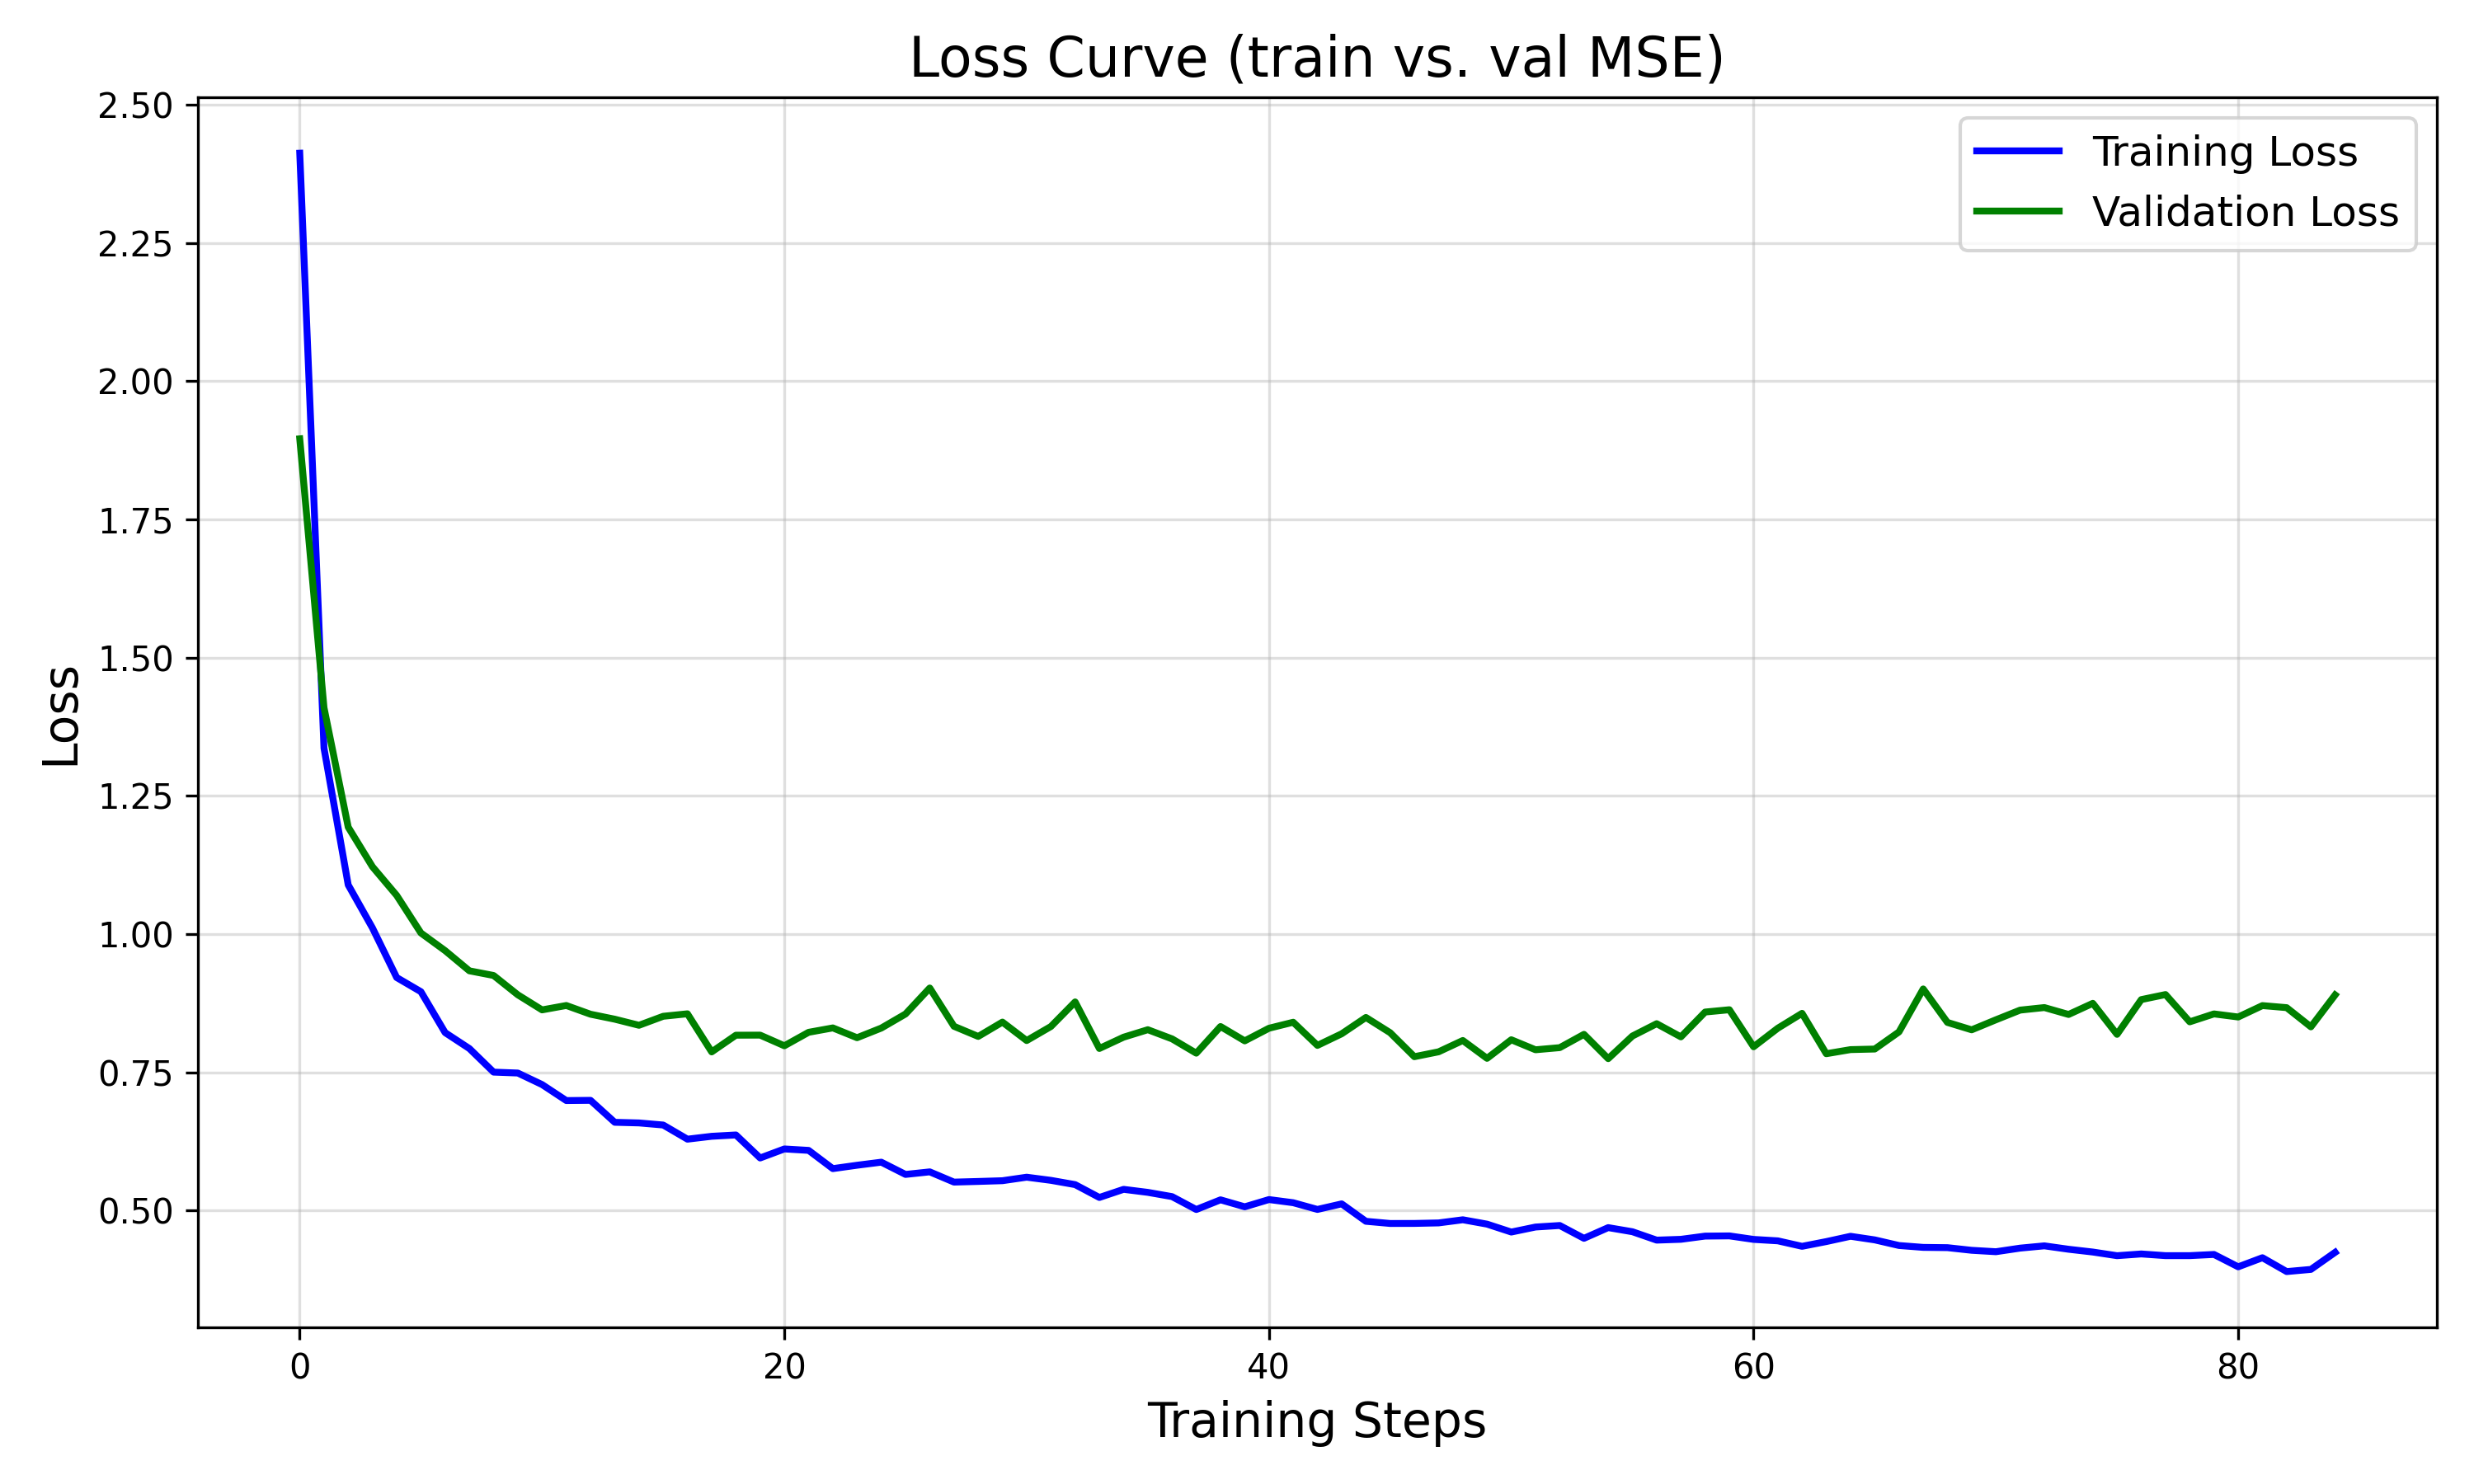 Loss Curve (train vs. val MSE)
Training Loss
Validation Loss
2.50
2.25
2.00
1.75
1.50
1.25
1.00
0.75
0.50
Loss
0 20 40 60 80
Training Steps